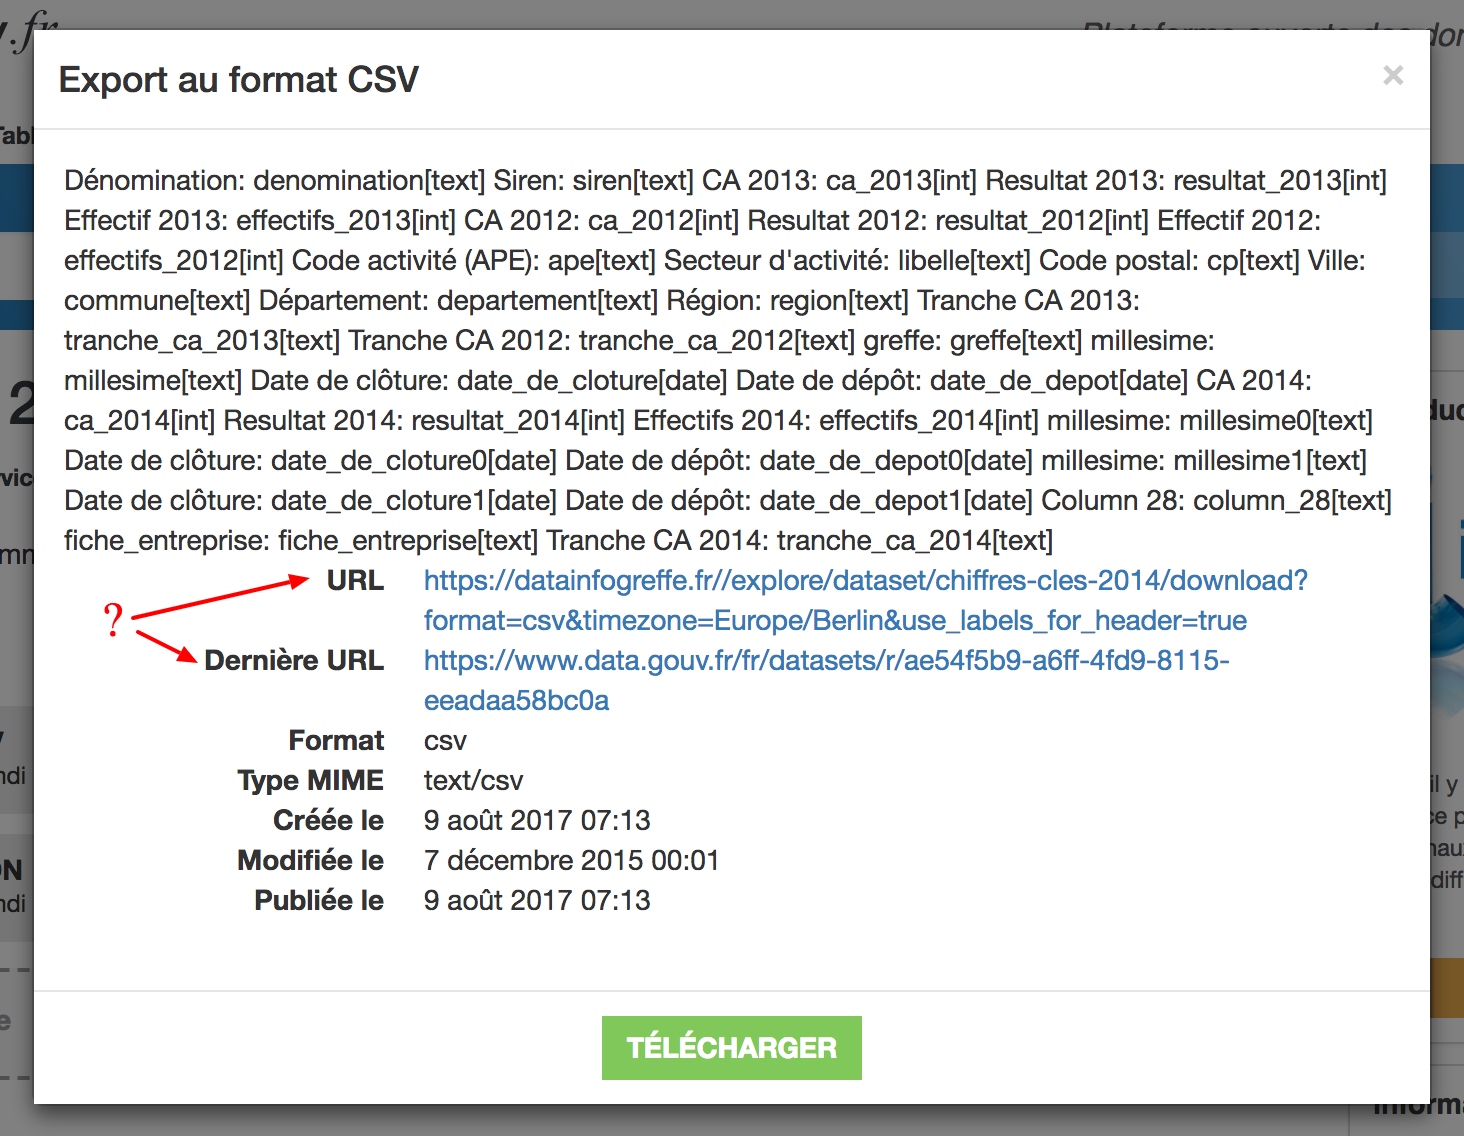 .fr
Export au format CSV
×
Dénomination: denomination[text] Siren: siren[text] CA 2013: ca_2013[int] Resultat 2013: resultat_2013[int]
Effectif 2013: effectifs_2013[int] CA 2012: ca_2012[int] Resultat 2012: resultat_2012[int] Effectif 2012:
effectifs_2012[int] Code activité (APE): ape[text] Secteur d'activité: libelle[text] Code postal: cp[text] Ville:
commune[text] Département: departement[text] Région: region[text] Tranche CA 2013:
tranche_ca_2013[text] Tranche CA 2012: tranche_ca_2012[text] greffe: greffe[text] millesime:
millesime[text] Date de clôture: date_de_cloture[date] Date de dépôt: date_de_depot[date] CA 2014:
ca_2014[int] Resultat 2014: resultat_2014[int] Effectifs 2014: effectifs_2014[int] millesime: millesime0[text]
Date de clôture: date_de_cloture0[date] Date de dépôt: date_de_depot0[date] millesime: millesime1[text]
Date de clôture: date_de_cloture1[date] Date de dépôt: date_de_depot1[date] Column 28: column_28[text]
fiche_entreprise: fiche_entreprise[text] Tranche CA 2014: tranche_ca_2014[text]
URL https://datainfogreffe.fr//explore/dataset/chiffres-cles-2014/download?
format=csv&timezone=Europe/Berlin&use_labels_for_header=true
?
Dernière URL https://www.data.gouv.fr/fr/datasets/r/ae54f5b9-a6ff-4fd9-8115-
eeadaa58bc0a
Format csv
Type MIME text/csv
Créée le 9 août 2017 07:13
Modifiée le 7 décembre 2015 00:01
Publiée le 9 août 2017 07:13
TÉLÉCHARGER